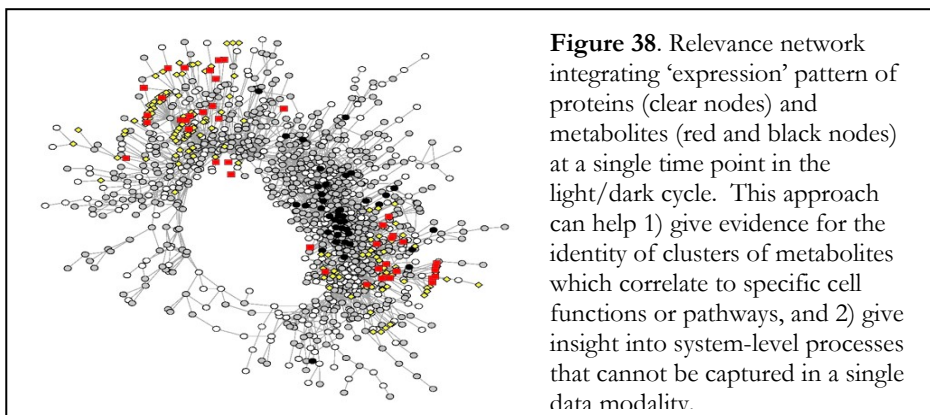 Figure 38. Relevance network
integrating ‘expression’ pattern of
proteins (clear nodes) and
metabolites (red and black nodes)
at a single time point in the
light/dark cycle.  This approach
can help 1) give evidence for the
identity of clusters of metabolites
which correlate to specific cell
functions or pathways, and 2) give
insight into system-level processes
that cannot be captured in a single
data modality.